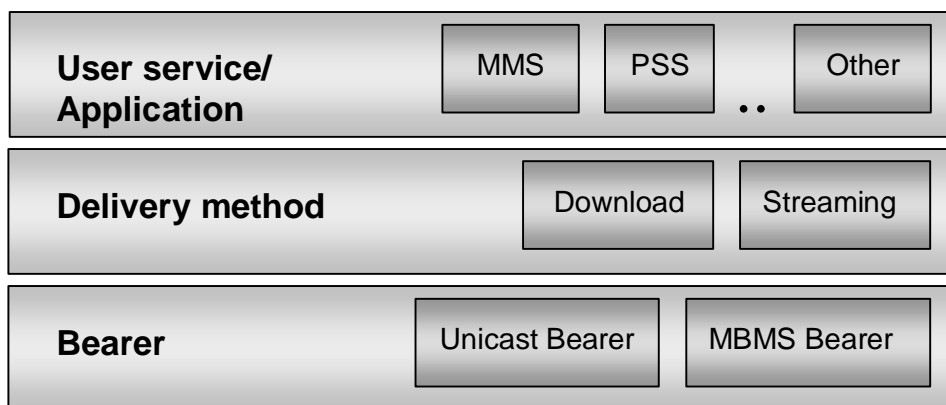 User service/
Application
MMS
PSS
..
Other
Delivery method
Download
Streaming
Bearer
Unicast Bearer
MBMS Bearer